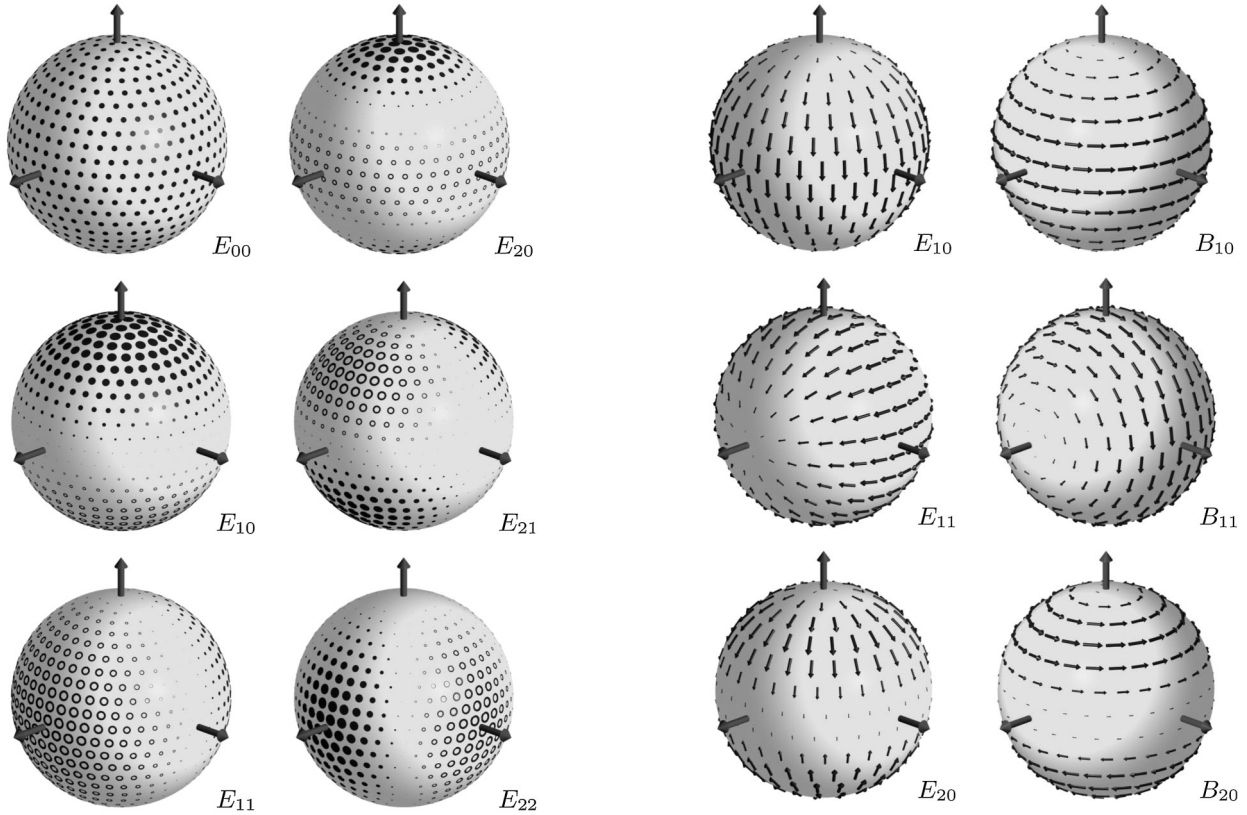 E₀₀ E₂₀ E₁₀ B₁₀
E₁₀ E₂₁ E₁₁ B₁₁
E₁₁ E₂₂ E₂₀ B₂₀